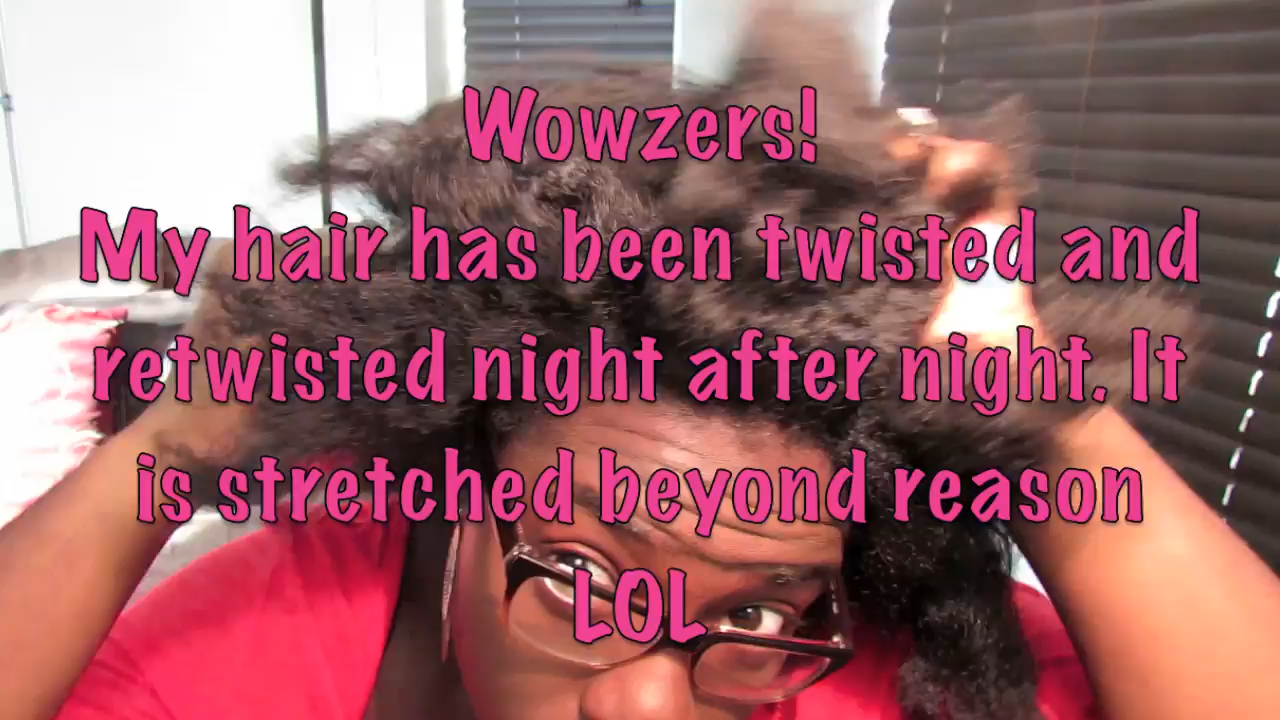 Wowzers!
My hair has been twisted and
retwisted night after night. It
is stretched beyond reason
LOL